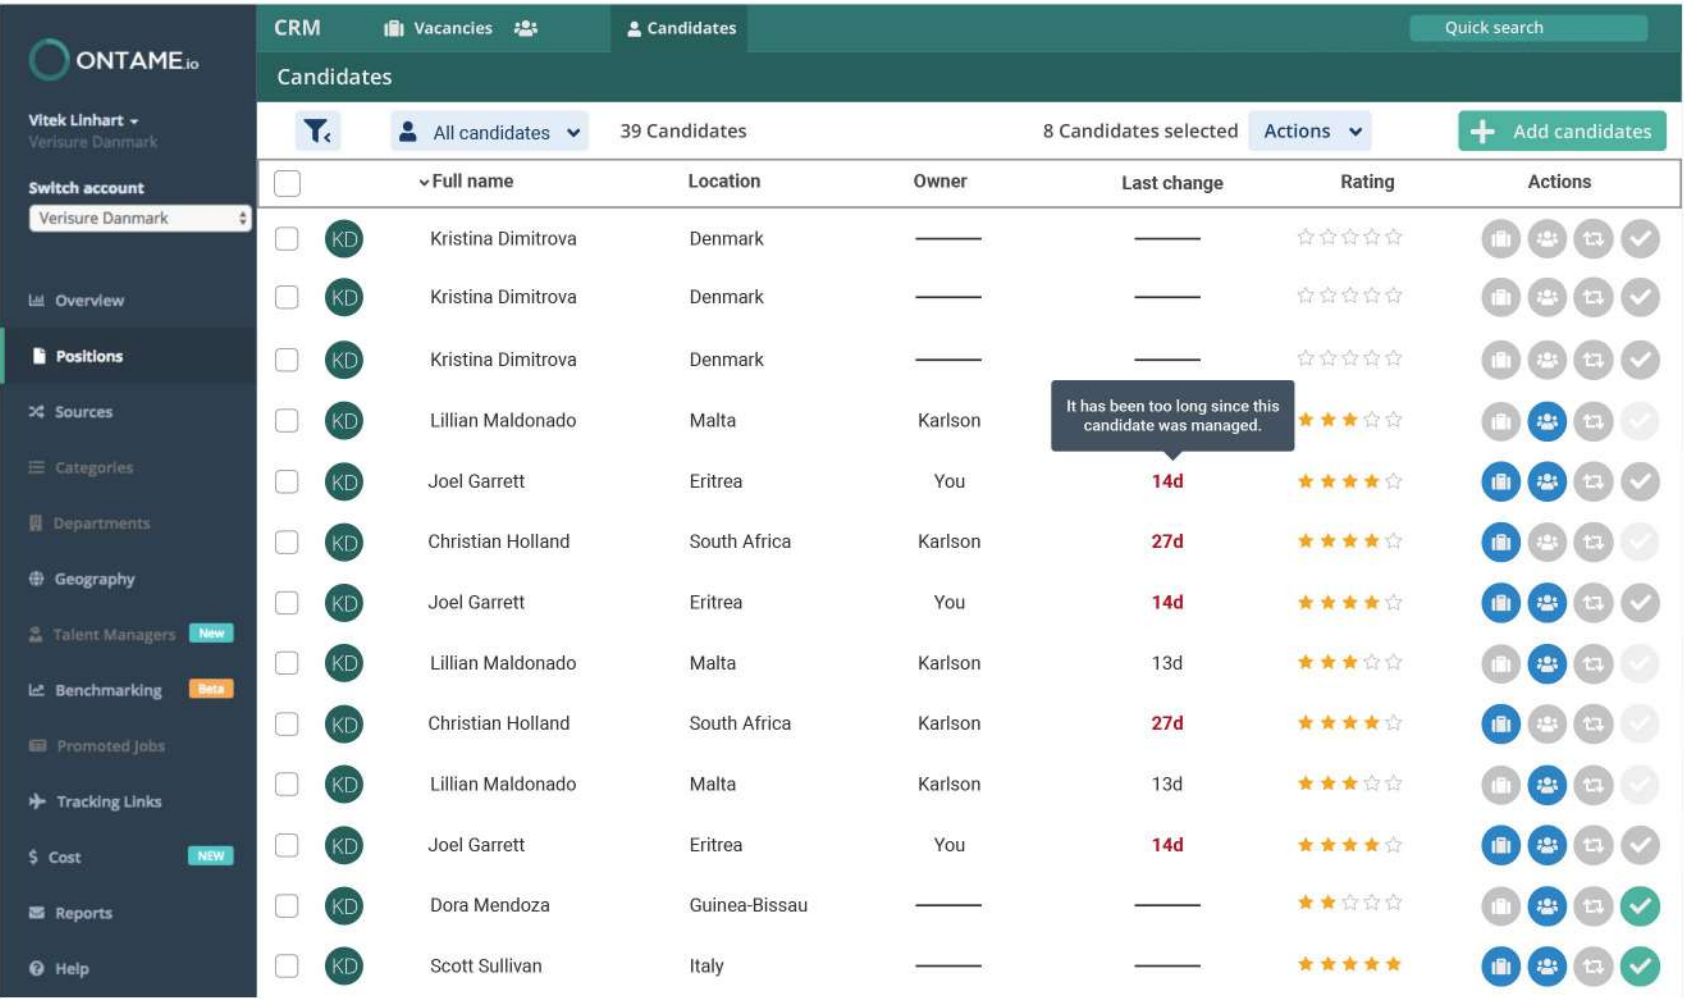 ONTAME.io
Vitek Linhart
Verisure Danmark
Switch account
Verisure Danmark
Overview
Positions
Sources
Categories
Departments
Geography
Talent Managers New
Benchmarking Beta
Promoted Jobs
Tracking Links
$ Cost NEW
Reports
Help
CRM Vacancies Candidates Quick search
Candidates
All candidates 39 Candidates 8 Candidates selected Actions + Add candidates
Full name Location Owner Last change Rating Actions
KD Kristina Dimitrova Denmark
KD Kristina Dimitrova Denmark
KD Kristina Dimitrova Denmark
It has been too long since this
candidate was managed.
KD Lillian Maldonado Malta Karlson
KD Joel Garrett Eritrea You 14d
KD Christian Holland South Africa Karlson 27d
KD Joel Garrett Eritrea You 14d
KD Lillian Maldonado Malta Karlson 13d
KD Christian Holland South Africa Karlson 27d
KD Lillian Maldonado Malta Karlson 13d
KD Joel Garrett Eritrea You 14d
KD Dora Mendoza Guinea-Bissau
KD Scott Sullivan Italy